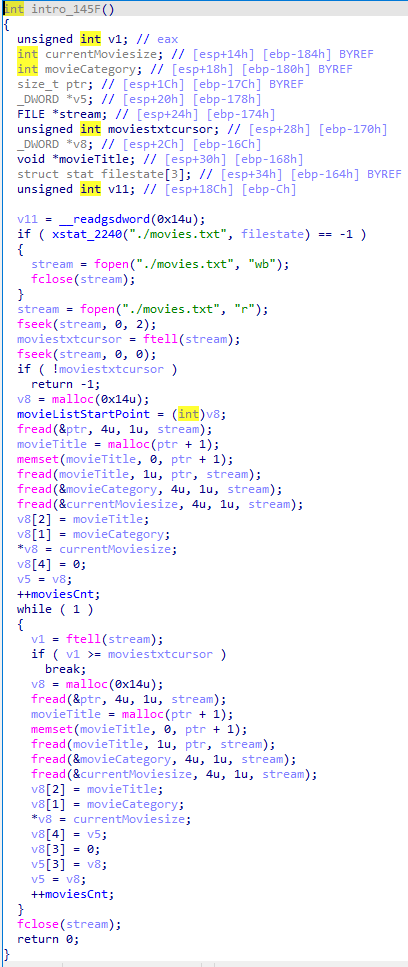 int intro_145F()
{
unsigned int v1; // eax
int currentMoviesize; // [esp+14h] [ebp-184h] BYREF
int movieCategory; // [esp+18h] [ebp-180h] BYREF
size_t ptr; // [esp+1Ch] [ebp-17Ch] BYREF
_DWORD *v5; // [esp+20h] [ebp-178h]
FILE *stream; // [esp+24h] [ebp-174h]
unsigned int moviestxtcursor; // [esp+28h] [ebp-170h]
_DWORD *v8; // [esp+2Ch] [ebp-16Ch]
void *movieTitle; // [esp+30h] [ebp-168h]
struct stat filestate[3]; // [esp+34h] [ebp-164h] BYREF
unsigned int v11; // [esp+18Ch] [ebp-Ch]
v11 = __readgsdword(0x14u);
if ( xstat_2240("./movies.txt", filestate) == -1 )
{
stream = fopen("./movies.txt", "wb");
fclose(stream);
}
stream = fopen("./movies.txt", "r");
fseek(stream, 0, 2);
moviestxtcursor = ftell(stream);
fseek(stream, 0, 0);
if ( !moviestxtcursor )
return -1;
v8 = malloc(0x14u);
movieListStartPoint = (int)v8;
fread(&ptr, 4u, 1u, stream);
movieTitle = malloc(ptr + 1);
memset(movieTitle, 0, ptr + 1);
fread(movieTitle, 1u, ptr, stream);
fread(&movieCategory, 4u, 1u, stream);
fread(&currentMoviesize, 4u, 1u, stream);
v8[2] = movieTitle;
v8[1] = movieCategory;
*v8 = currentMoviesize;
v8[4] = 0;
v5 = v8;
++moviesCnt;
while ( 1 )
{
v1 = ftell(stream);
if ( v1 >= moviestxtcursor )
break;
v8 = malloc(0x14u);
fread(&ptr, 4u, 1u, stream);
movieTitle = malloc(ptr + 1);
memset(movieTitle, 0, ptr + 1);
fread(movieTitle, 1u, ptr, stream);
fread(&movieCategory, 4u, 1u, stream);
fread(&currentMoviesize, 4u, 1u, stream);
v8[2] = movieTitle;
v8[1] = movieCategory;
*v8 = currentMoviesize;
v8[4] = v5;
v8[3] = 0;
v5[3] = v8;
v5 = v8;
++moviesCnt;
}
fclose(stream);
return 0;
}